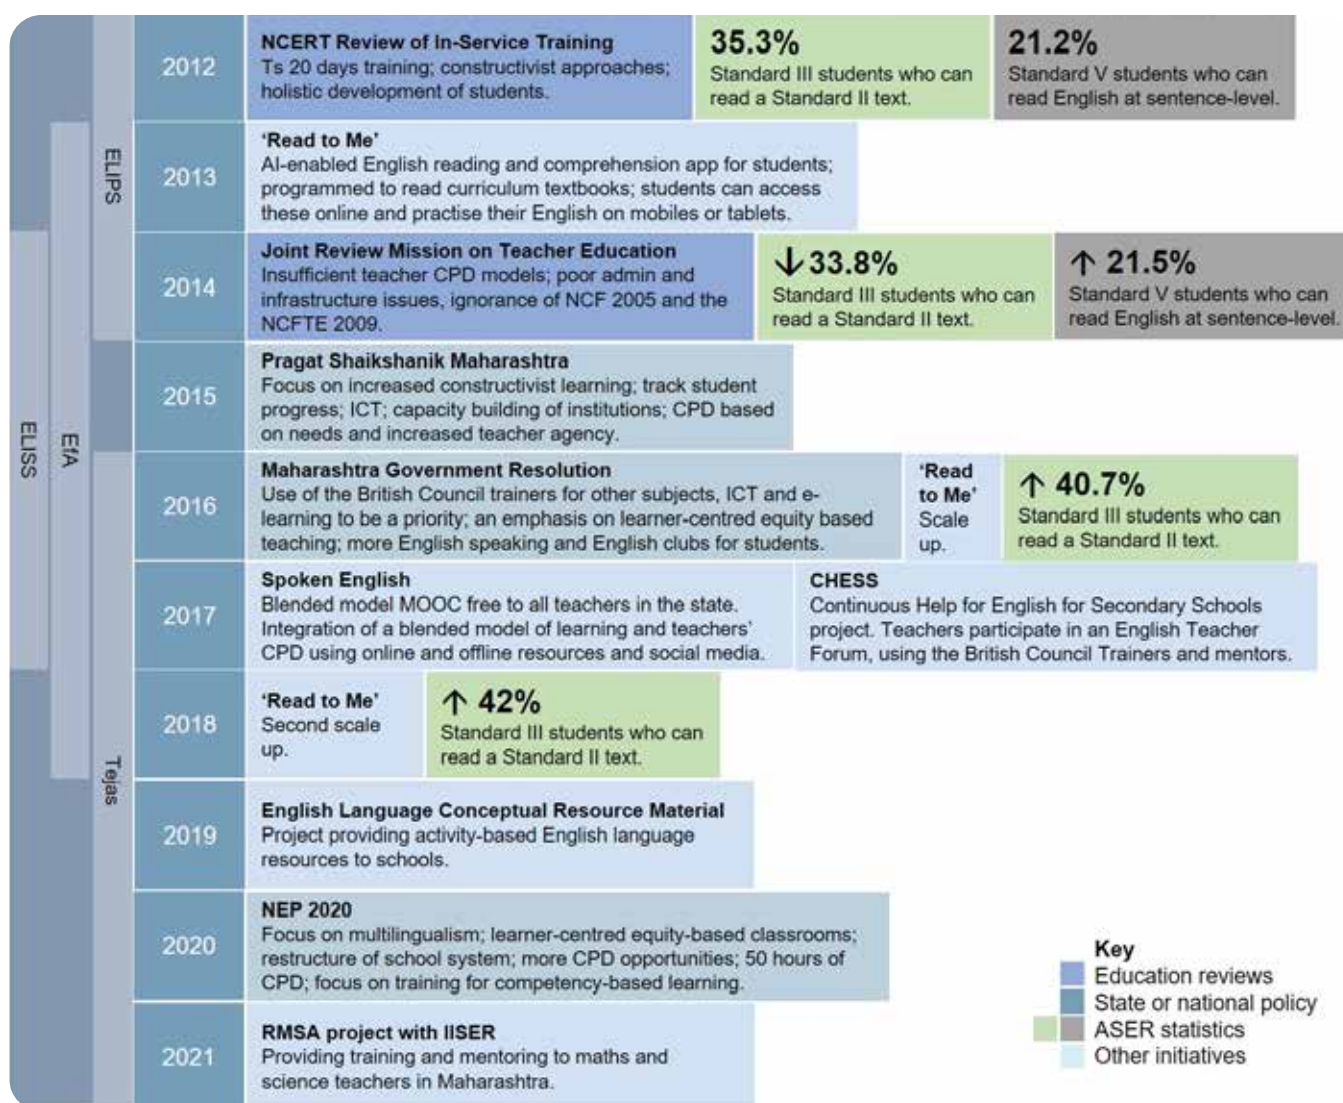 ELISS
EfA
ELIPS
Tejas
2012
NCERT Review of In-Service Training
Ts 20 days training; constructivist approaches;
holistic development of students.
35.3%
Standard III students who can
read a Standard II text.
21.2%
Standard V students who can
read English at sentence-level.
2013
‘Read to Me’
AI-enabled English reading and comprehension app for students;
programmed to read curriculum textbooks; students can access
these online and practise their English on mobiles or tablets.
2014
Joint Review Mission on Teacher Education
Insufficient teacher CPD models; poor admin and
infrastructure issues, ignorance of NCF 2005 and the
NCFTE 2009.
↓ 33.8%
Standard III students who can
read a Standard II text.
↑ 21.5%
Standard V students who can
read English at sentence-level.
2015
Pragat Shaikshanik Maharashtra
Focus on increased constructivist learning; track student
progress; ICT; capacity building of institutions; CPD based
on needs and increased teacher agency.
2016
Maharashtra Government Resolution
Use of the British Council trainers for other subjects, ICT and e-
learning to be a priority; an emphasis on learner-centred equity based
teaching; more English speaking and English clubs for students.
‘Read
to Me’
Scale
up.
↑ 40.7%
Standard III students who can
read a Standard II text.
2017
Spoken English
Blended model MOOC free to all teachers in the state.
Integration of a blended model of learning and teachers’
CPD using online and offline resources and social media.
CHESS
Continuous Help for English for Secondary Schools
project. Teachers participate in an English Teacher
Forum, using the British Council Trainers and mentors.
2018
‘Read to Me’
Second scale
up.
↑ 42%
Standard III students who can
read a Standard II text.
2019
English Language Conceptual Resource Material
Project providing activity-based English language
resources to schools.
2020
NEP 2020
Focus on multilingualism; learner-centred equity-based classrooms;
restructure of school system; more CPD opportunities; 50 hours of
CPD; focus on training for competency-based learning.
2021
RMSA project with IISER
Providing training and mentoring to maths and
science teachers in Maharashtra.
Key
Education reviews
State or national policy
ASER statistics
Other initiatives